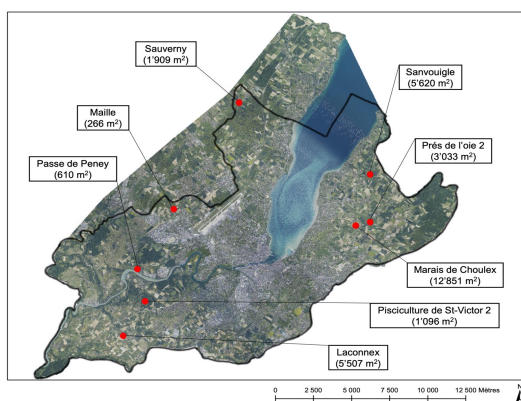 Sauverny
(1'909 m²)
Sanvouigle
(5'620 m²)
Maille
(266 m²)
Prés de l'oie 2
(3'033 m²)
Passe de Peney
(610 m²)
Marais de Choulex
(12'851 m²)
Pisciculture de St-Victor 2
(1'096 m²)
Laconnex
(5'507 m²)
0 2 500 5 000 7 500 10 000 12 500 Mètres
N